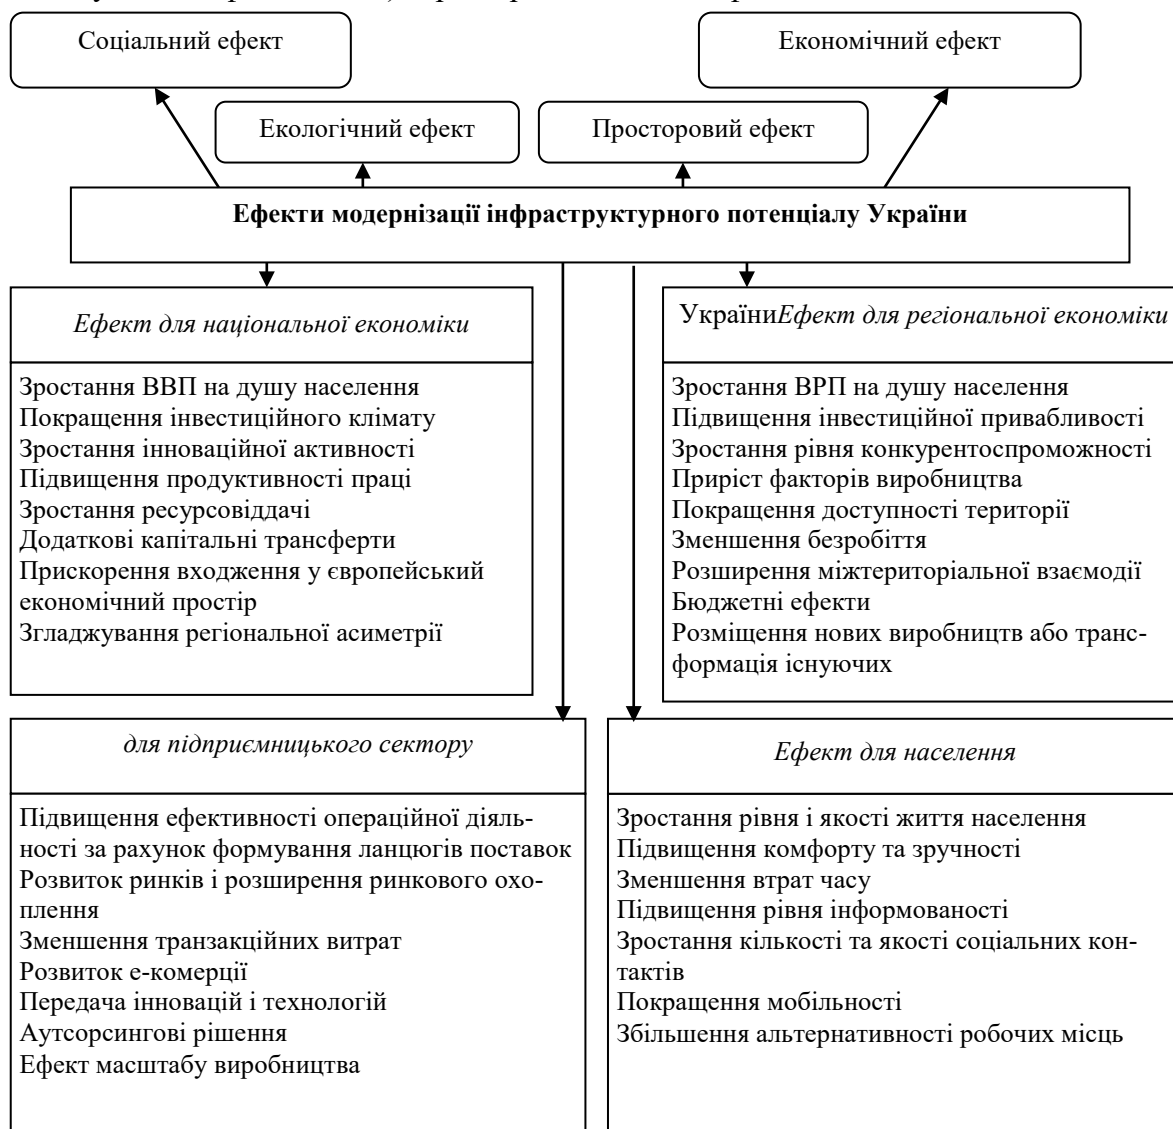 Соціальний ефект
Економічний ефект
Екологічний ефект
Просторовий ефект
Ефекти модернізації інфраструктурного потенціалу України
Ефект для національної економіки
Зростання ВВП на душу населення
Покращення інвестиційного клімату
Зростання інноваційної активності
Підвищення продуктивності праці
Зростання ресурсовіддачі
Додаткові капітальні трансферти
Прискорення входження у європейський
економічний простір
Згладжування регіональної асиметрії
УкраїниЕфект для регіональної економіки
Зростання ВРП на душу населення
Підвищення інвестиційної привабливості
Зростання рівня конкурентоспроможності
Приріст факторів виробництва
Покращення доступності території
Зменшення безробіття
Розширення міжтериторіальної взаємодії
Бюджетні ефекти
Розміщення нових виробництв або транс-
формація існуючих
для підприємницького сектору
Підвищення ефективності операційної діяль-
ності за рахунок формування ланцюгів поставок
Розвиток ринків і розширення ринкового охо-
плення
Зменшення транзакційних витрат
Розвиток е-комерції
Передача інновацій і технологій
Аутсорсингові рішення
Ефект масштабу виробництва
Ефект для населення
Зростання рівня і якості життя населення
Підвищення комфорту та зручності
Зменшення втрат часу
Підвищення рівня інформованості
Зростання кількості та якості соціальних кон-
тактів
Покращення мобільності
Збільшення альтернативності робочих місць